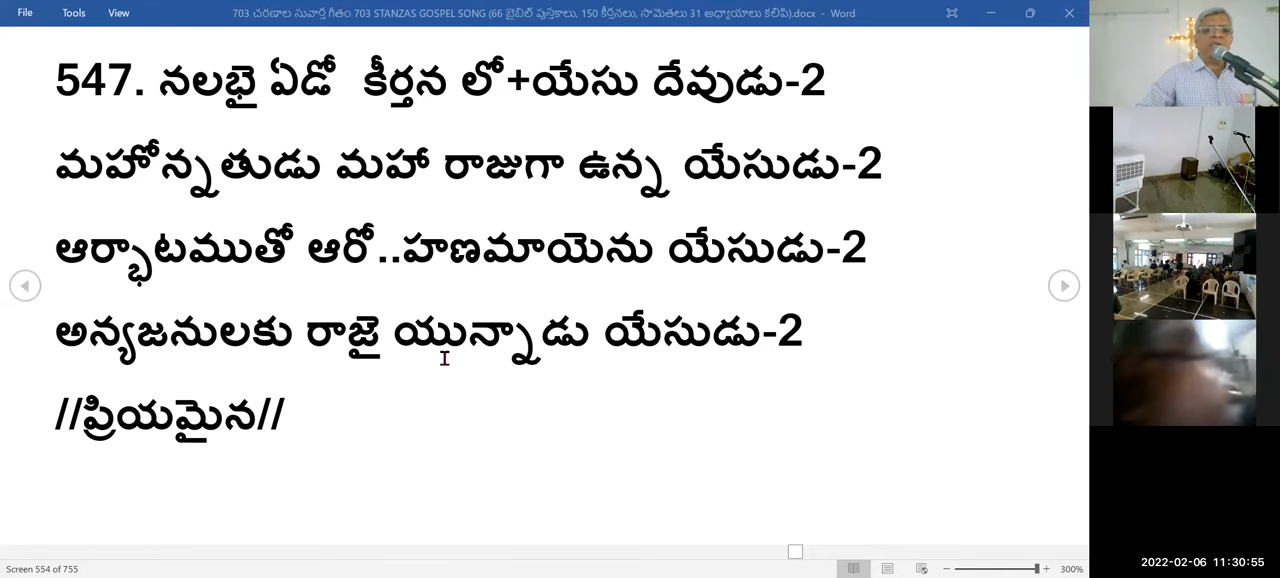 File Tools View 703 చరణాల సువార్త గీతం 703 STANZAS GOSPEL SONG (66 బైబిల్ పుస్తకాలు, 150 కీర్తనలు, సామెతలు 31 అధ్యాయాలు కలిపి).docx - Word
547. నలభై ఏడో కీర్తన లో+యేసు దేవుడు-2
మహోన్నతుడు మహా రాజుగా ఉన్న యేసుడు-2
ఆర్భాటముతో ఆరో..హణమాయెను యేసుడు-2
అన్యజనులకు రాజై యున్నాడు యేసుడు-2
//ప్రియమైన//
Screen 554 of 755 300%
2022-02-06 11:30:55